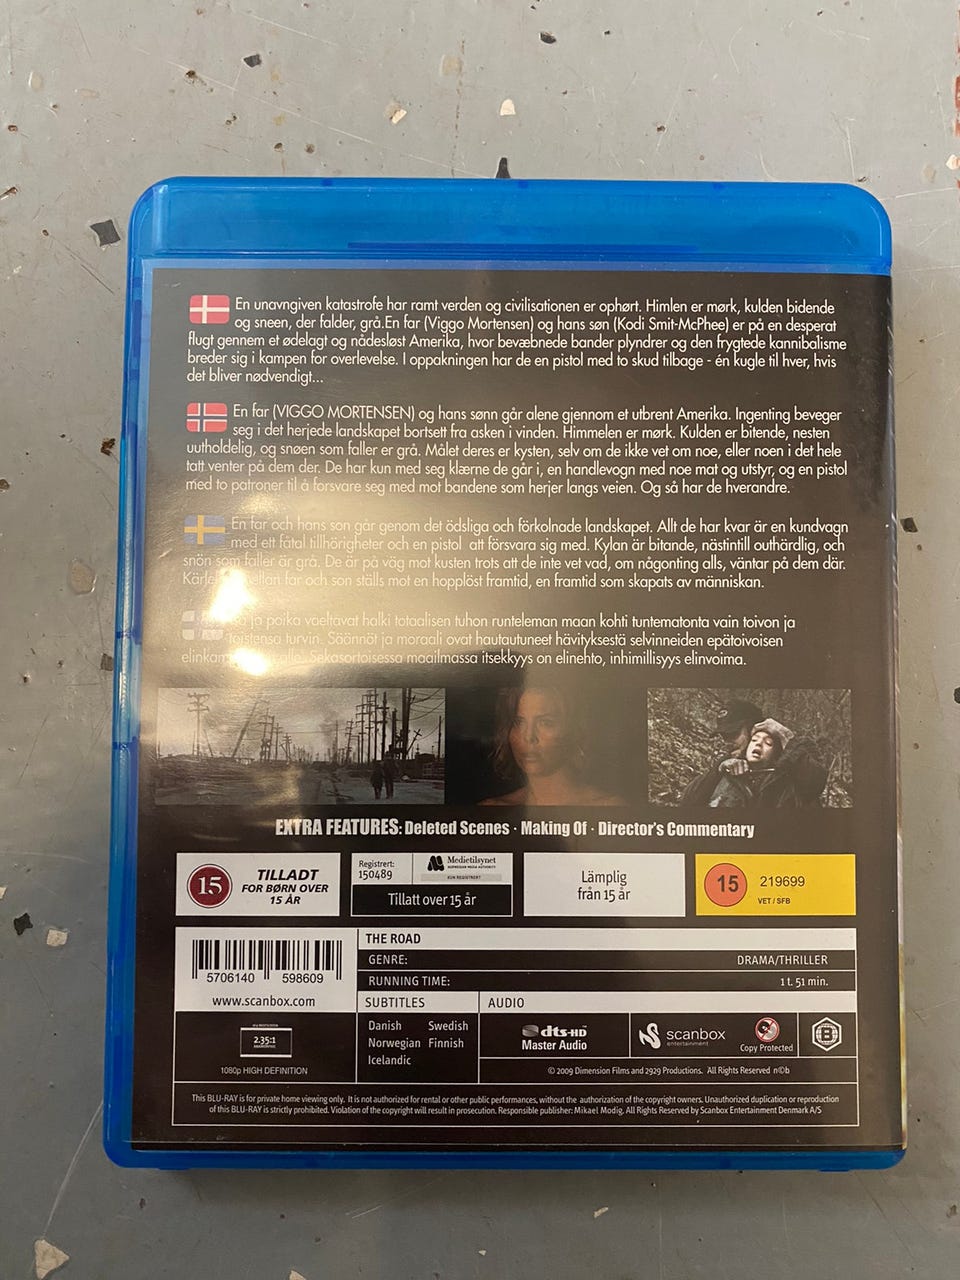 En unavngiven katastrofe har ramt verden og civilisationen er ophørt. Himlen er mørk, kulden bidende
og sneen, der falder, grå.En far (Viggo Mortensen) og hans søn (Kodi Smit-McPhee) er på en desperat
flugt gennem et ødelagt og nådesløst Amerika, hvor bevæbnede bander plyndrer og den frygtede kannibalisme
breder sig i kampen for overlevelse. I oppakningen har de en pistol med to skud tilbage - én kugle til hver, hvis
det bliver nødvendigt...
En far (VIGGO MORTENSEN) og hans sønn går alene gjennom et utbrent Amerika. Ingenting beveger
seg i det herjede landskapet bortsett fra asken i vinden. Himmelen er mørk. Kulden er bitende, nesten
uutholdelig, og snøen som faller er grå. Målet deres er kysten, selv om de ikke vet om noe, eller noen i det hele
tatt venter på dem der. De har kun med seg klærne de går i, en handlevogn med noe mat og utstyr, og en pistol
med to patroner til å forsvare seg med mot bandene som herjer langs veien. Og så har de hverandre.
En far och hans son går genom det ödsliga och förkolnade landskapet. Allt de har kvar är en kundvagn
med ett fåtal tillhörigheter och en pistol att försvara sig med. Kylan är bitande, nästintill outhärdlig, och
snön som faller är grå. De är på väg mot kusten trots att de inte vet vad, om någonting alls, väntar på dem där.
far och son ställs mot en hopplöst framtid, en framtid som skapats av människan.
ja poika vaeltavat halki totaalisen tuhon runteleman maan kohti tuntematonta vain toivon ja
toistensa turvin. Säännöt ja moraali ovat hautautuneet hävityksestä selvinneiden epätoivoisen
Sekasortoisessa maailmassa itsekkyys on elinehto, inhimillisyys elinvoima.
EXTRA FEATURES: Deleted Scenes · Making Of · Director's Commentary
15 TILLADT
FOR BØRN OVER
15 ÅR
Registrert:
150489
Medietilsynet
NORWEGIAN MEDIA AUTHORITY
KUN REGISTRERT
Tillatt over 15 år
Lämplig
från 15 år
15 219699
VET / SFB
5706140 598609
www.scanbox.com
THE ROAD
GENRE: DRAMA/THRILLER
RUNNING TIME: 1 t. 51 min.
SUBTITLES AUDIO
Danish Swedish
Norwegian Finnish
Icelandic
2.35:1
1080p HIGH DEFINITION
dts-HD
Master Audio
scanbox
entertainment
Copy Protected
B
© 2009 Dimension Films and 2929 Productions. All Rights Reserved n©b
This BLU-RAY is for private home viewing only. It is not authorized for rental or other public performances, without the authorization of the copyright owners. Unauthorized duplication or reproduction
of this BLU-RAY is strictly prohibited. Violation of the copyright will result in prosecution. Responsible publisher: Mikael Modig. All Rights Reserved by Scanbox Entertainment Denmark A/S